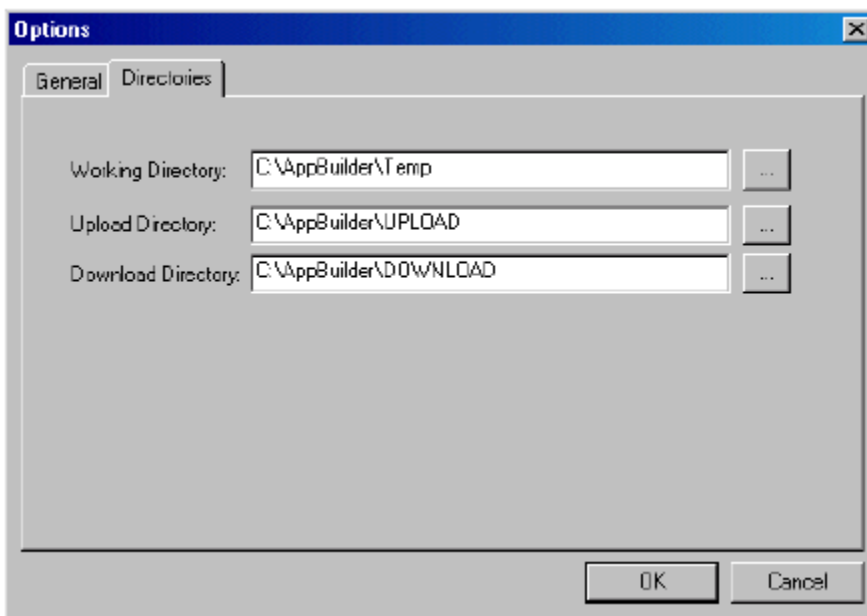 Options
General Directories
Working Directory: C:\AppBuilder\Temp ...
Upload Directory: C:\AppBuilder\UPLOAD ...
Download Directory: C:\AppBuilder\DOWNLOAD ...
OK Cancel